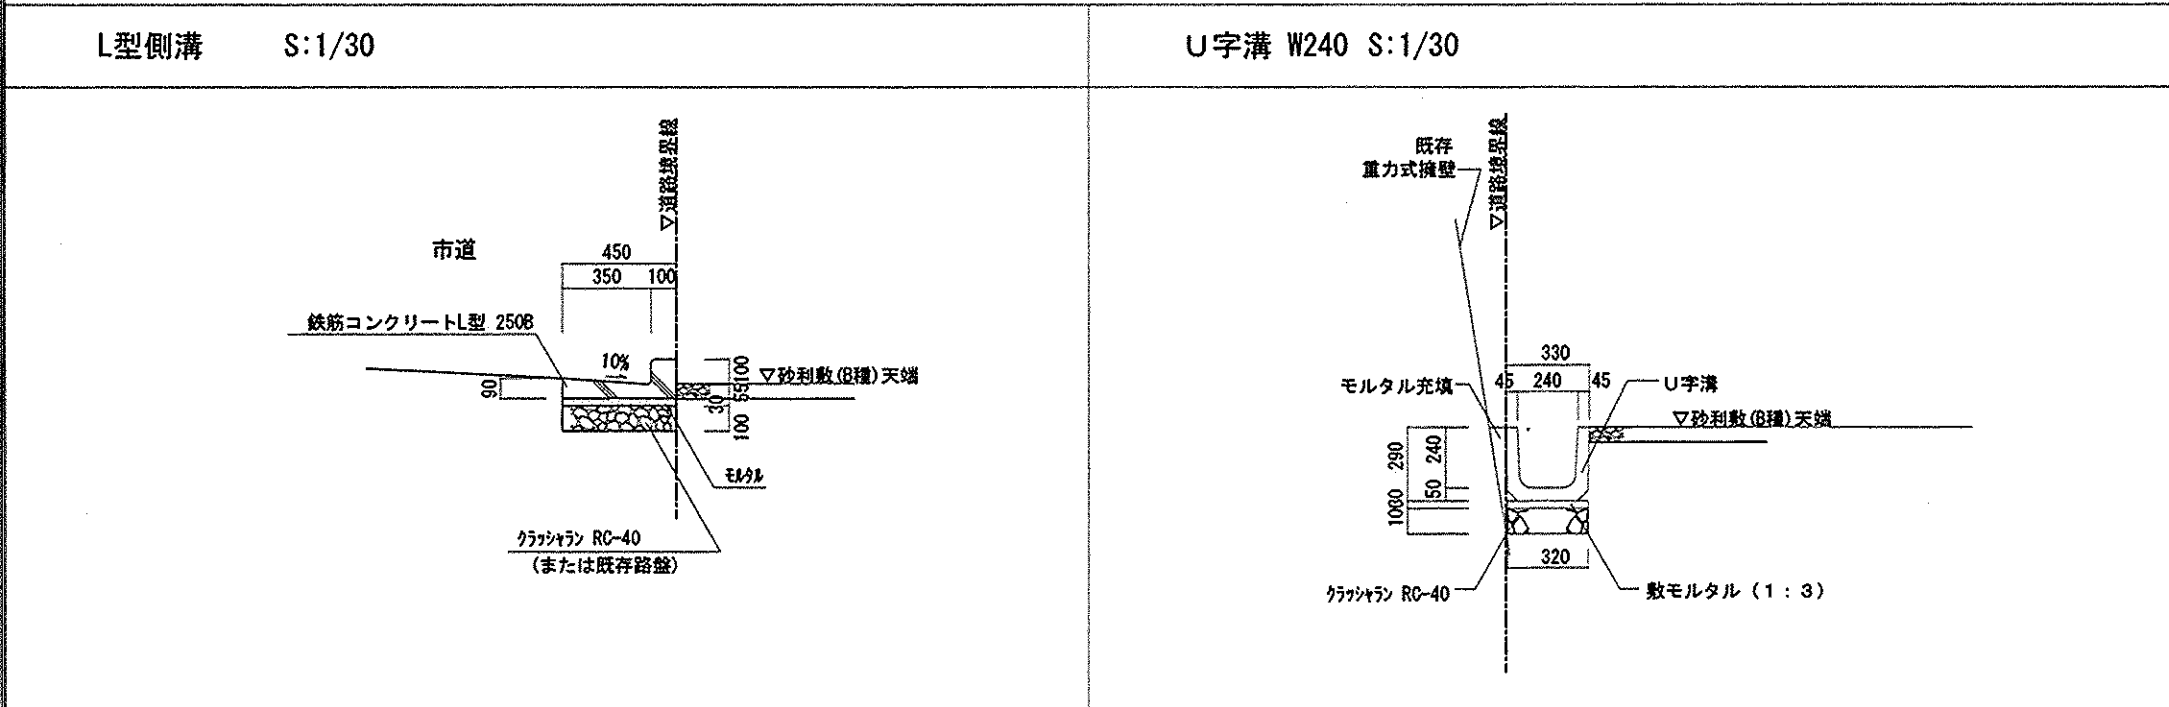 L型側溝 S:1/30
▽道路境界線
市道
450
350 100
鉄筋コンクリートL型 250B
10%
90
100
55
30
100
▽砂利敷(B種)天端
モルタル
クラッシャラン RC-40
(または既存路盤)
U字溝 W240 S:1/30
既存
重力式擁壁
▽道路境界線
330
45 240 45
モルタル充填
U字溝
▽砂利敷(B種)天端
290
240
50
30
100
320
クラッシャラン RC-40
敷モルタル(1:3)